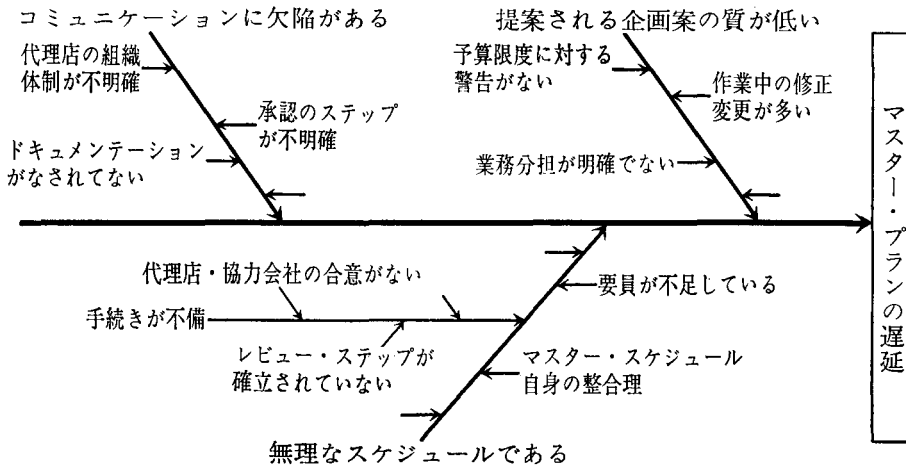 コミュニケーションに欠陥がある
提案される企画案の質が低い
代理店の組織
体制が不明確
予算限度に対する
警告がない
作業中の修正
変更が多い
承認のステップ
が不明確
ドキュメンテーション
がなされてない
業務分担が明確でない
マスター・プランの遅延
代理店・協力会社の合意がない
要員が不足している
手続きが不備
レビュー・ステップが
確立されていない
マスター・スケジュール
自身の整合理
無理なスケジュールである